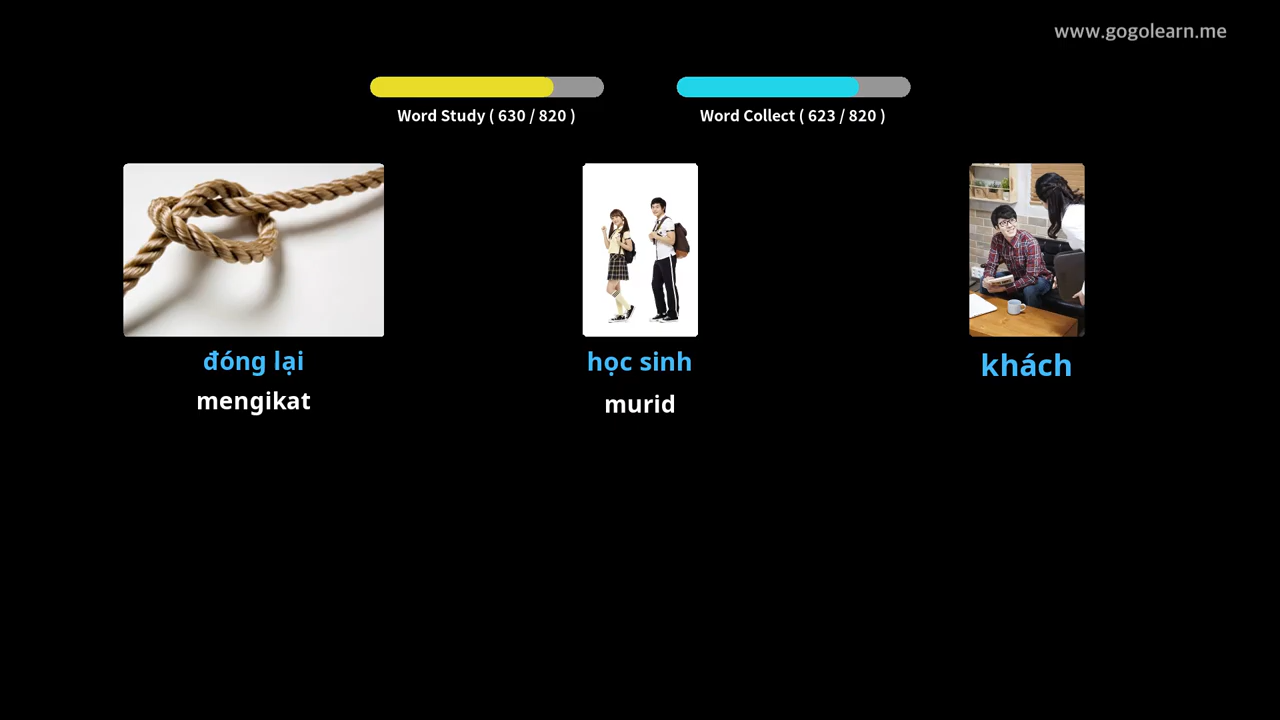 www.gogolearn.me
Word Study ( 630 / 820 )
Word Collect ( 623 / 820 )
đóng lại
học sinh
khách
mengikat
murid